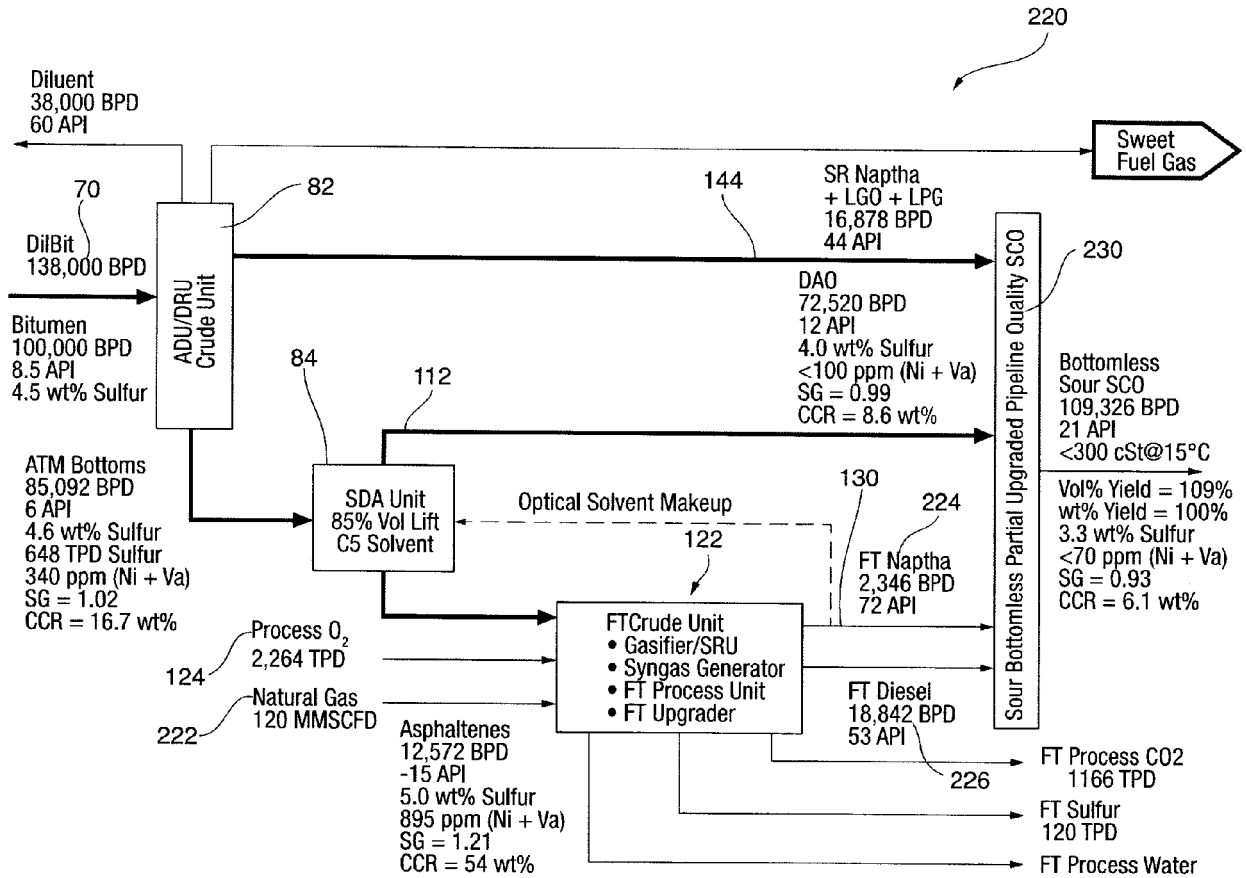 220
Diluent
38,000 BPD
60 API
Sweet
Fuel Gas
70
82
144
SR Naptha
+ LGO + LPG
16,878 BPD
44 API
DilBit
138,000 BPD
ADU/DRU
Crude Unit
230
Bitumen
100,000 BPD
8.5 API
4.5 wt% Sulfur
84
112
DAO
72,520 BPD
12 API
4.0 wt% Sulfur
<100 ppm (Ni + Va)
SG = 0.99
CCR = 8.6 wt%
Sour Bottomless Partial Upgraded Pipeline Quality SCO
Bottomless
Sour SCO
109,326 BPD
21 API
<300 cSt@15°C
Vol% Yield = 109%
wt% Yield = 100%
3.3 wt% Sulfur
<70 ppm (Ni + Va)
SG = 0.93
CCR = 6.1 wt%
ATM Bottoms
85,092 BPD
6 API
4.6 wt% Sulfur
648 TPD Sulfur
340 ppm (Ni + Va)
SG = 1.02
CCR = 16.7 wt%
SDA Unit
85% Vol Lift
C5 Solvent
Optical Solvent Makeup
130
224
122
FT Naptha
2,346 BPD
72 API
Process O2
2,264 TPD
124
Natural Gas
120 MMSCFD
222
FTCrude Unit
• Gasifier/SRU
• Syngas Generator
• FT Process Unit
• FT Upgrader
FT Diesel
18,842 BPD
53 API
226
Asphaltenes
12,572 BPD
-15 API
5.0 wt% Sulfur
895 ppm (Ni + Va)
SG = 1.21
CCR = 54 wt%
FT Process CO2
1166 TPD
FT Sulfur
120 TPD
FT Process Water